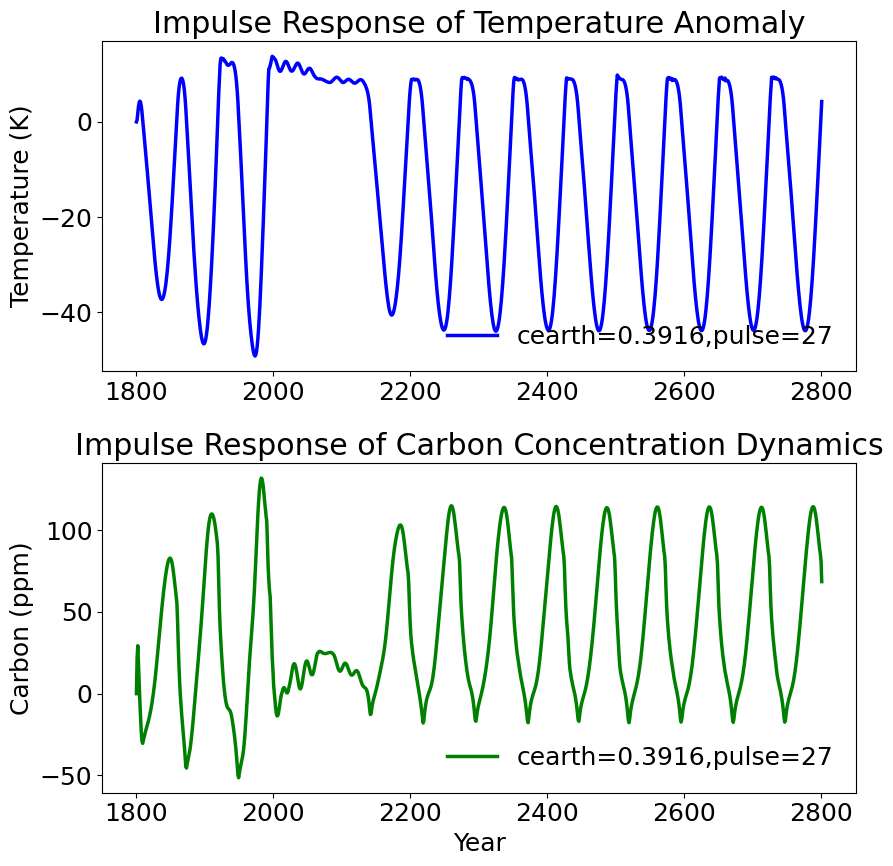 Impulse Response of Temperature Anomaly
Temperature (K)
0
−20
−40
cearth=0.3916,pulse=27
1800 2000 2200 2400 2600 2800
Impulse Response of Carbon Concentration Dynamics
Carbon (ppm)
100
50
0
−50
cearth=0.3916,pulse=27
1800 2000 2200 2400 2600 2800
Year